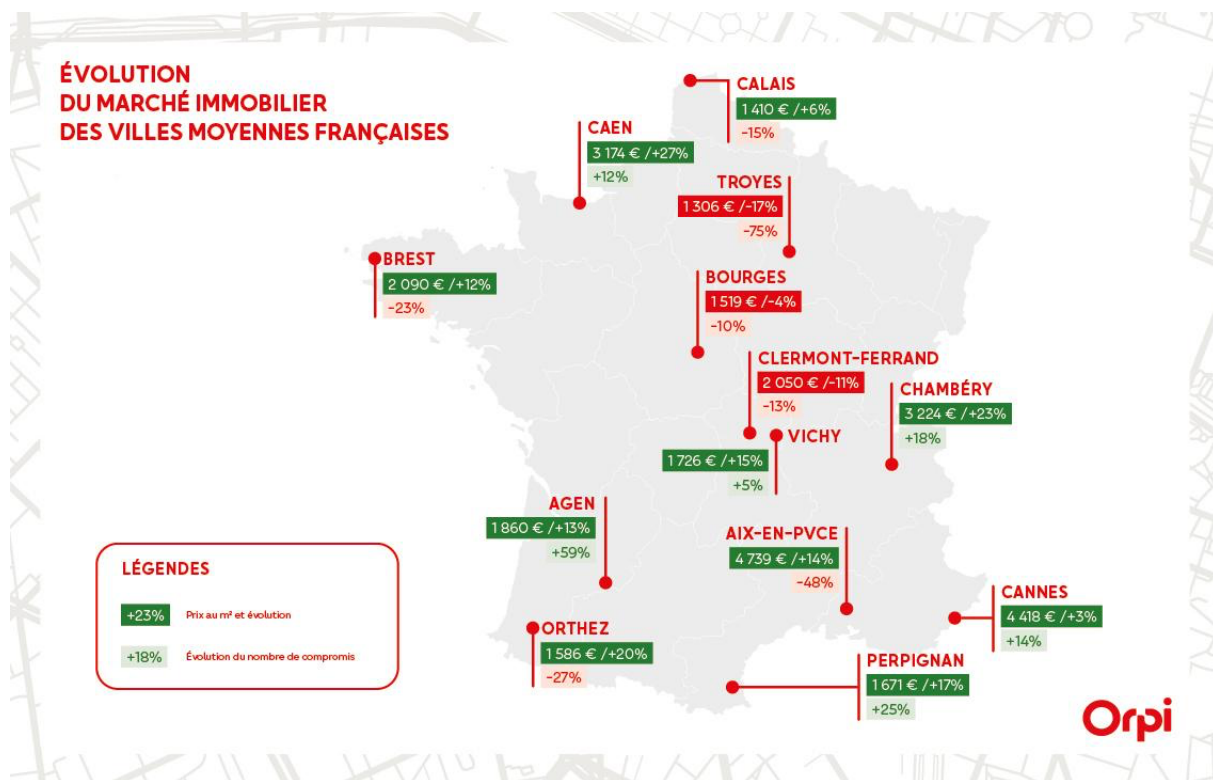 ÉVOLUTION
DU MARCHÉ IMMOBILIER
DES VILLES MOYENNES FRANÇAISES
CALAIS
1 410 € /+6%
-15%
CAEN
3 174 € /+27%
+12%
TROYES
1 306 € /-17%
-75%
BREST
2 090 € /+12%
-23%
BOURGES
1 519 € /-4%
-10%
CLERMONT-FERRAND
2 050 € /-11%
-13%
CHAMBÉRY
3 224 € /+23%
+18%
VICHY
1 726 € /+15%
+5%
AGEN
1 860 € /+13%
+59%
AIX-EN-PVCE
4 739 € /+14%
-48%
CANNES
4 418 € /+3%
+14%
ORTHEZ
1 586 € /+20%
-27%
PERPIGNAN
1 671 € /+17%
+25%
LÉGENDES
+23% Prix au m² et évolution
+18% Évolution du nombre de compromis
Orpi